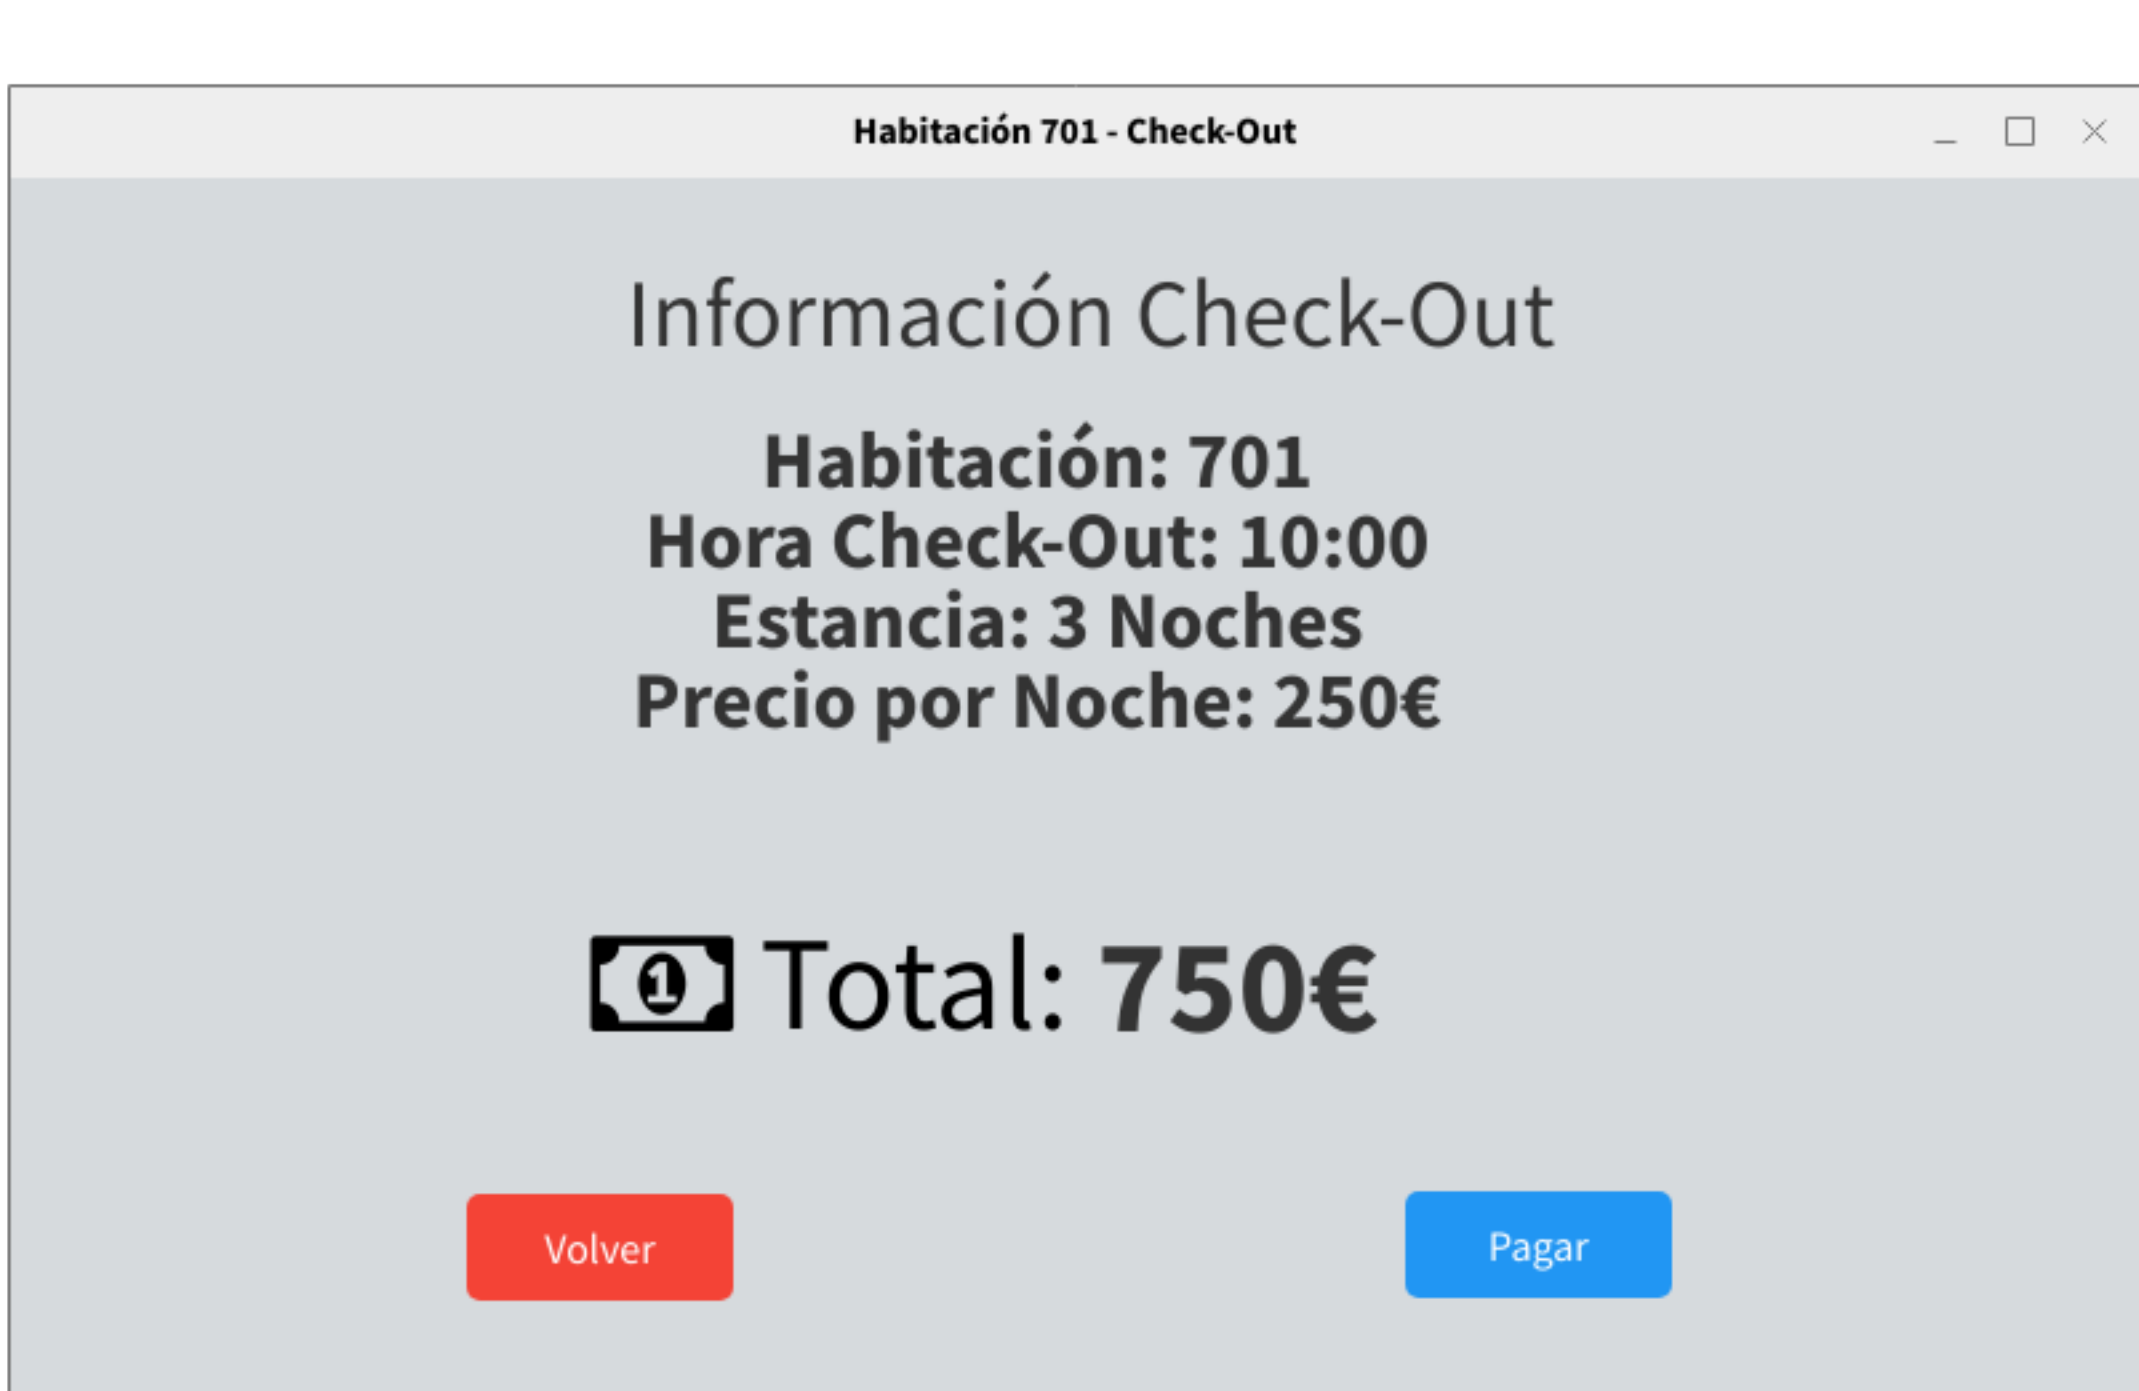 Habitación 701 - Check-Out
Información Check-Out
Habitación: 701
Hora Check-Out: 10:00
Estancia: 3 Noches
Precio por Noche: 250€
1 Total: 750€
Volver
Pagar